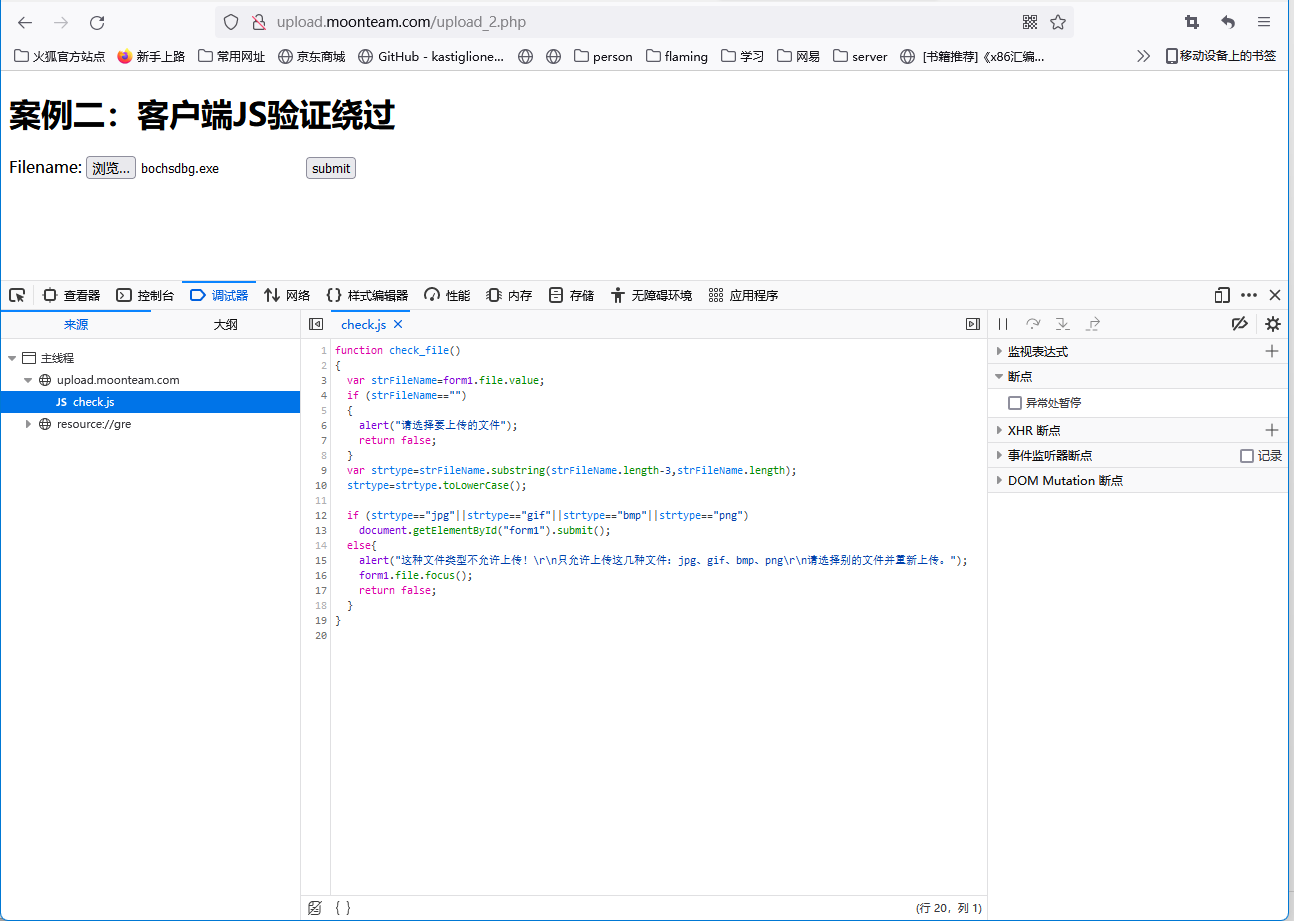 upload.moonteam.com/upload_2.php
火狐官方站点 新手上路 常用网址 京东商城 GitHub - kastiglione... person flaming 学习 网易 server [书籍推荐]《x86汇编... 移动设备上的书签
案例二：客户端JS验证绕过
Filename: 浏览... bochsdbg.exe submit
查看器 控制台 调试器 网络 {} 样式编辑器 性能 内存 存储 无障碍环境 应用程序
来源 大纲 check.js
主线程
upload.moonteam.com
JS check.js
resource://gre
1 function check_file()
2 {
3 var strFileName=form1.file.value;
4 if (strFileName=="")
5 {
6 alert("请选择要上传的文件");
7 return false;
8 }
9 var strtype=strFileName.substring(strFileName.length-3,strFileName.length);
10 strtype=strtype.toLowerCase();
11
12 if (strtype=="jpg"||strtype=="gif"||strtype=="bmp"||strtype=="png")
13 document.getElementById("form1").submit();
14 else{
15 alert("这种文件类型不允许上传！\r\n只允许上传这几种文件：jpg、gif、bmp、png\r\n请选择别的文件并重新上传。");
16 form1.file.focus();
17 return false;
18 }
19 }
20
监视表达式
断点
异常处暂停
XHR 断点
事件监听器断点 记录
DOM Mutation 断点
{ } (行 20，列 1)